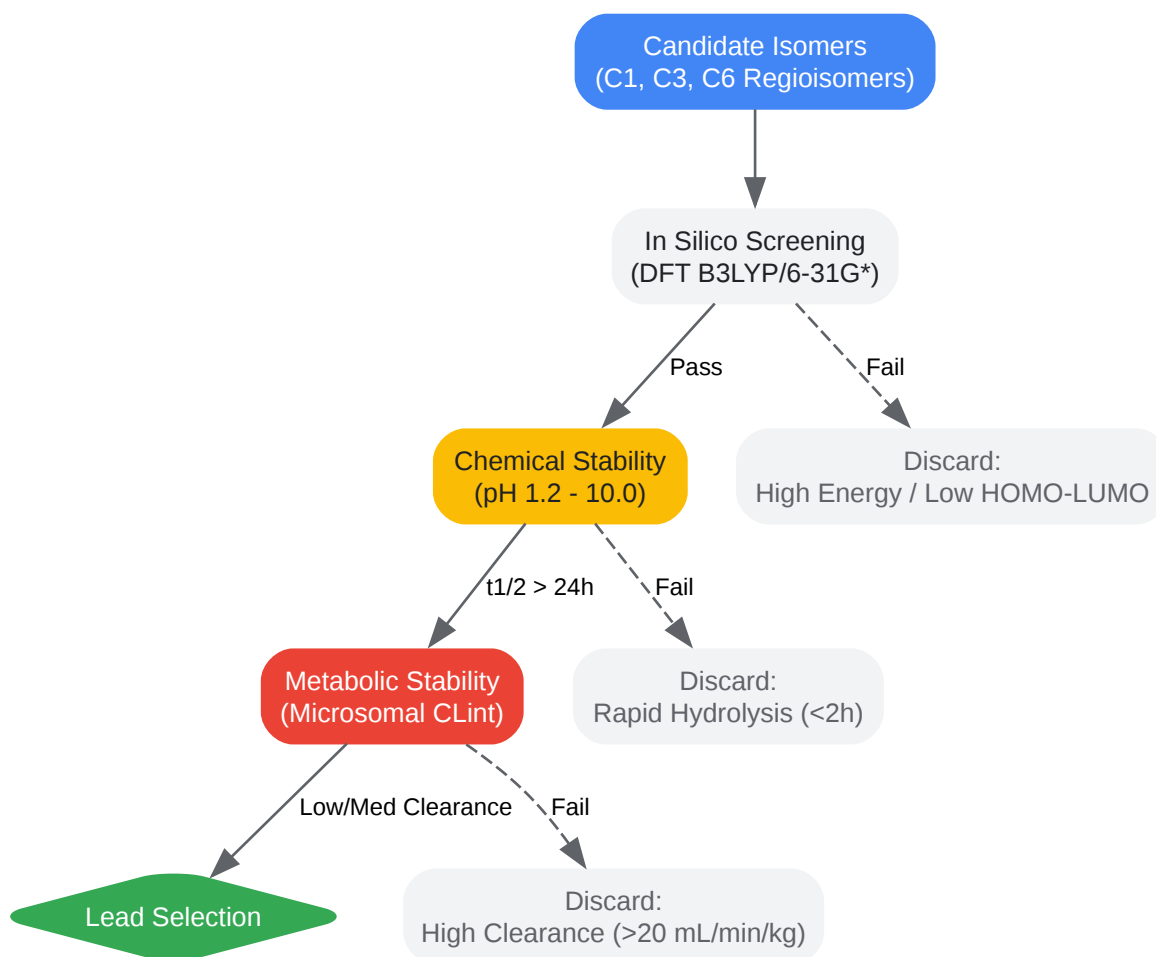 Candidate Isomers
(C1, C3, C6 Regioisomers)
In Silico Screening
(DFT B3LYP/6-31G*)
Pass
Fail
Chemical Stability
(pH 1.2 - 10.0)
Discard:
High Energy / Low HOMO-LUMO
t1/2 > 24h
Fail
Metabolic Stability
(Microsomal CLint)
Discard:
Rapid Hydrolysis (<2h)
Low/Med Clearance
Fail
Lead Selection
Discard:
High Clearance (>20 mL/min/kg)